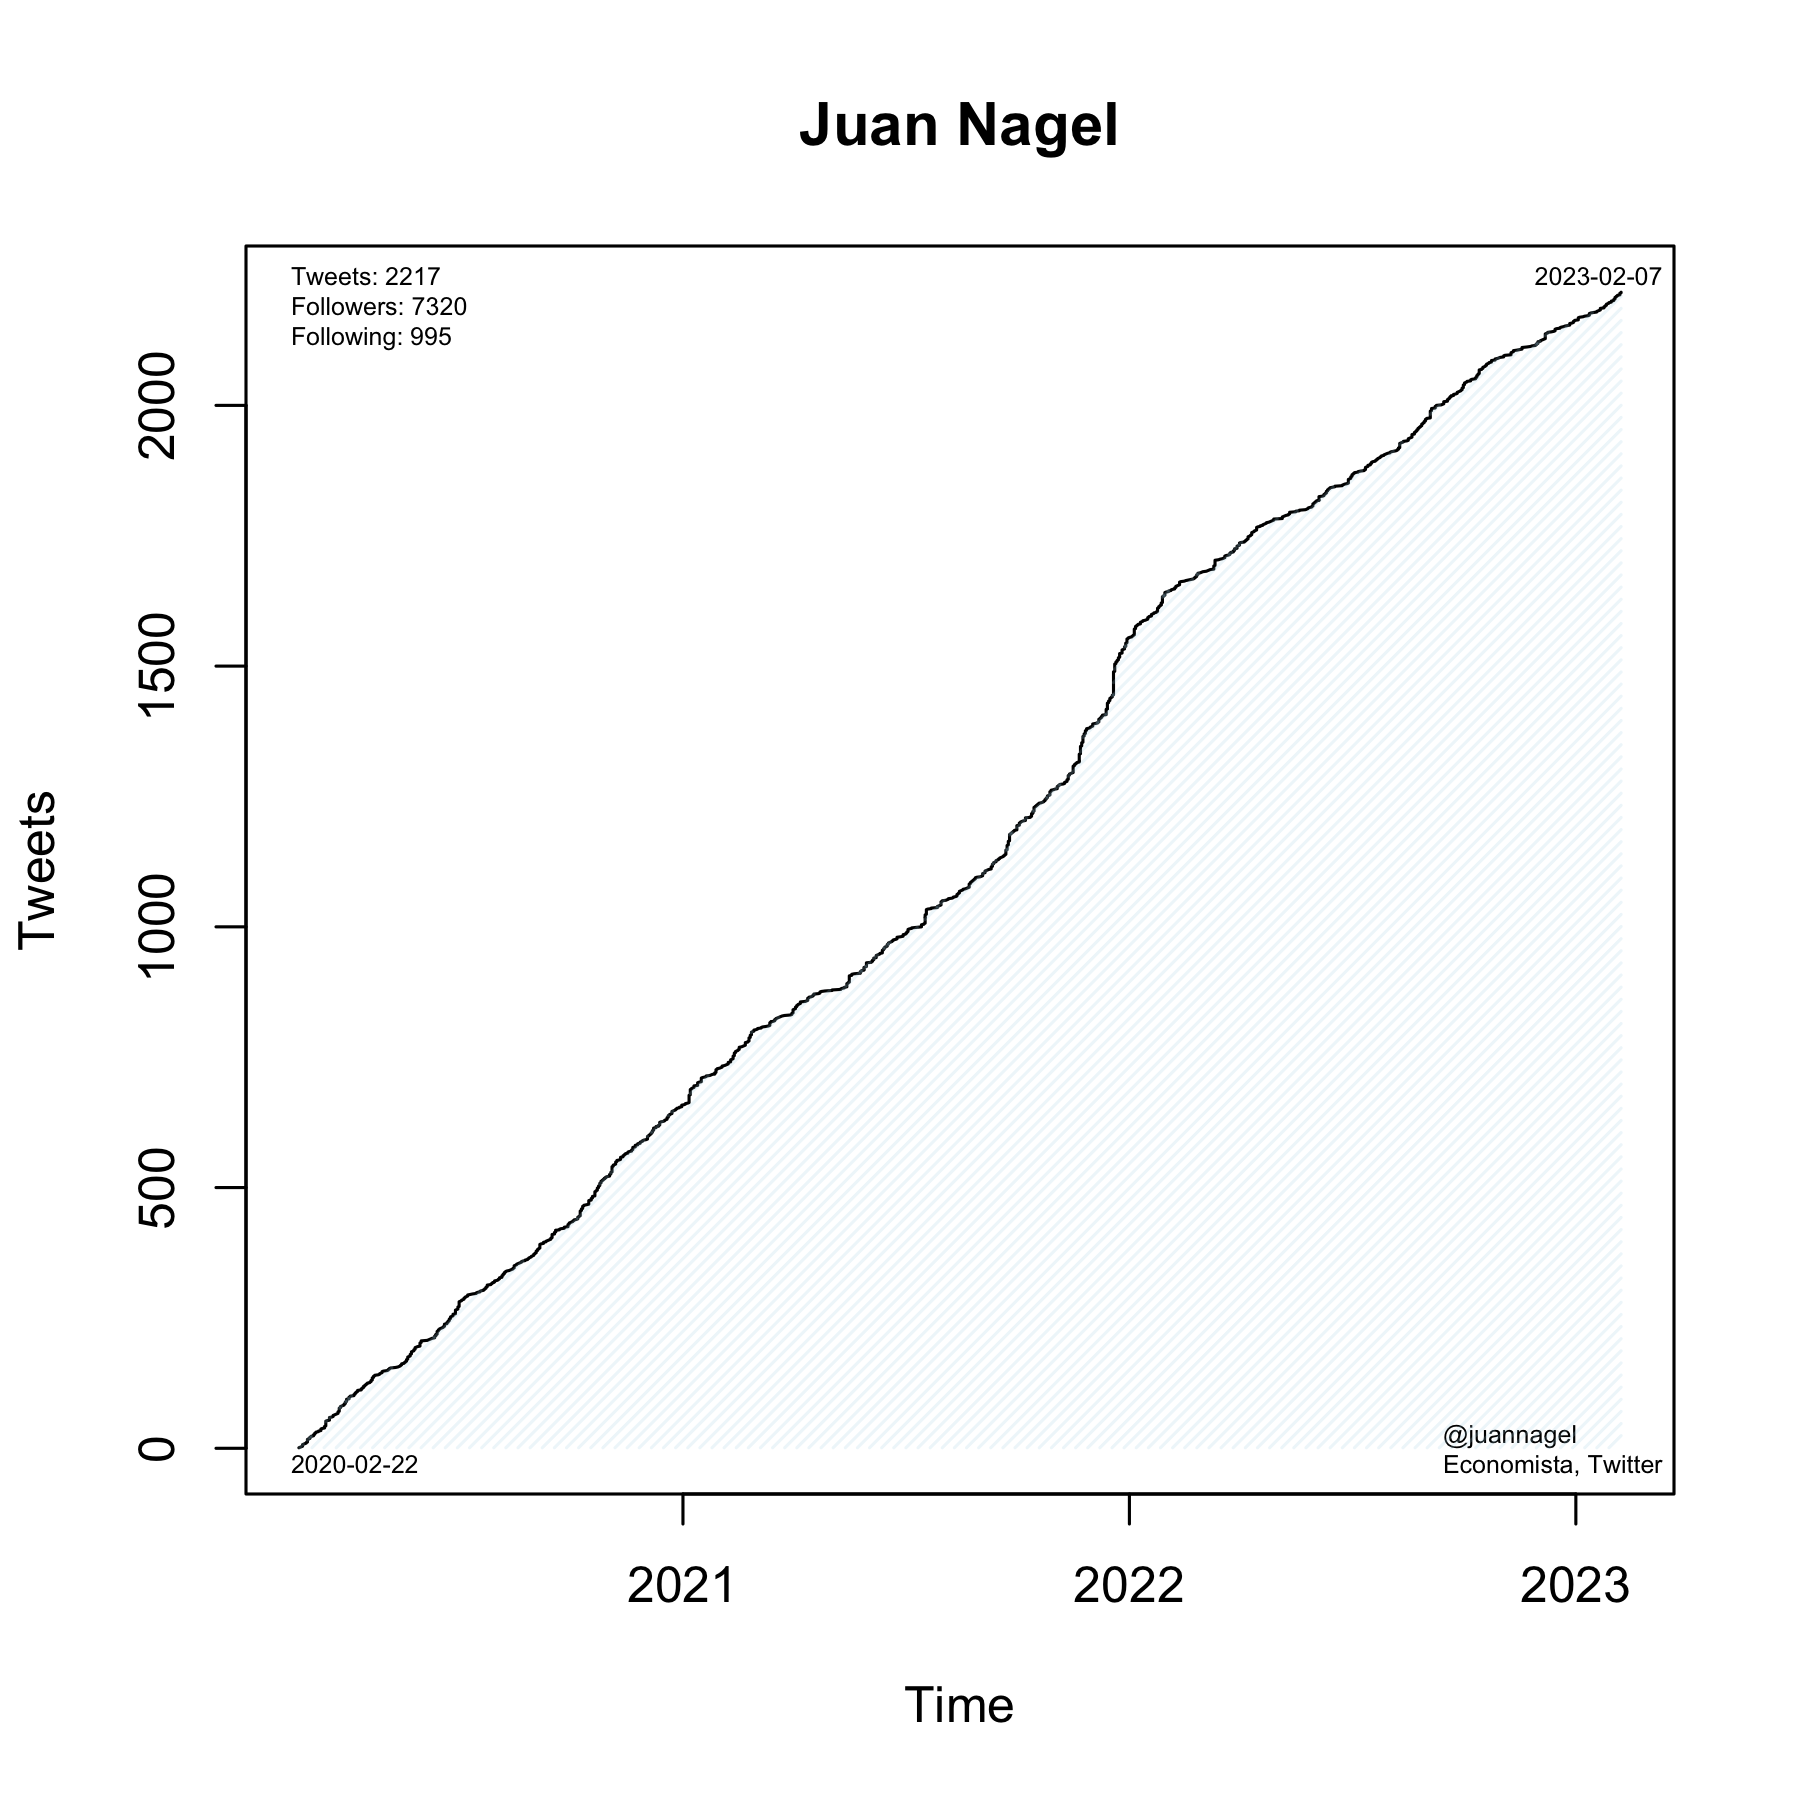 Juan Nagel
Tweets: 2217
Followers: 7320
Following: 995
2023-02-07
2000
1500
1000
500
0
Tweets
2020-02-22
@juannagel
Economista, Twitter
2021
2022
2023
Time